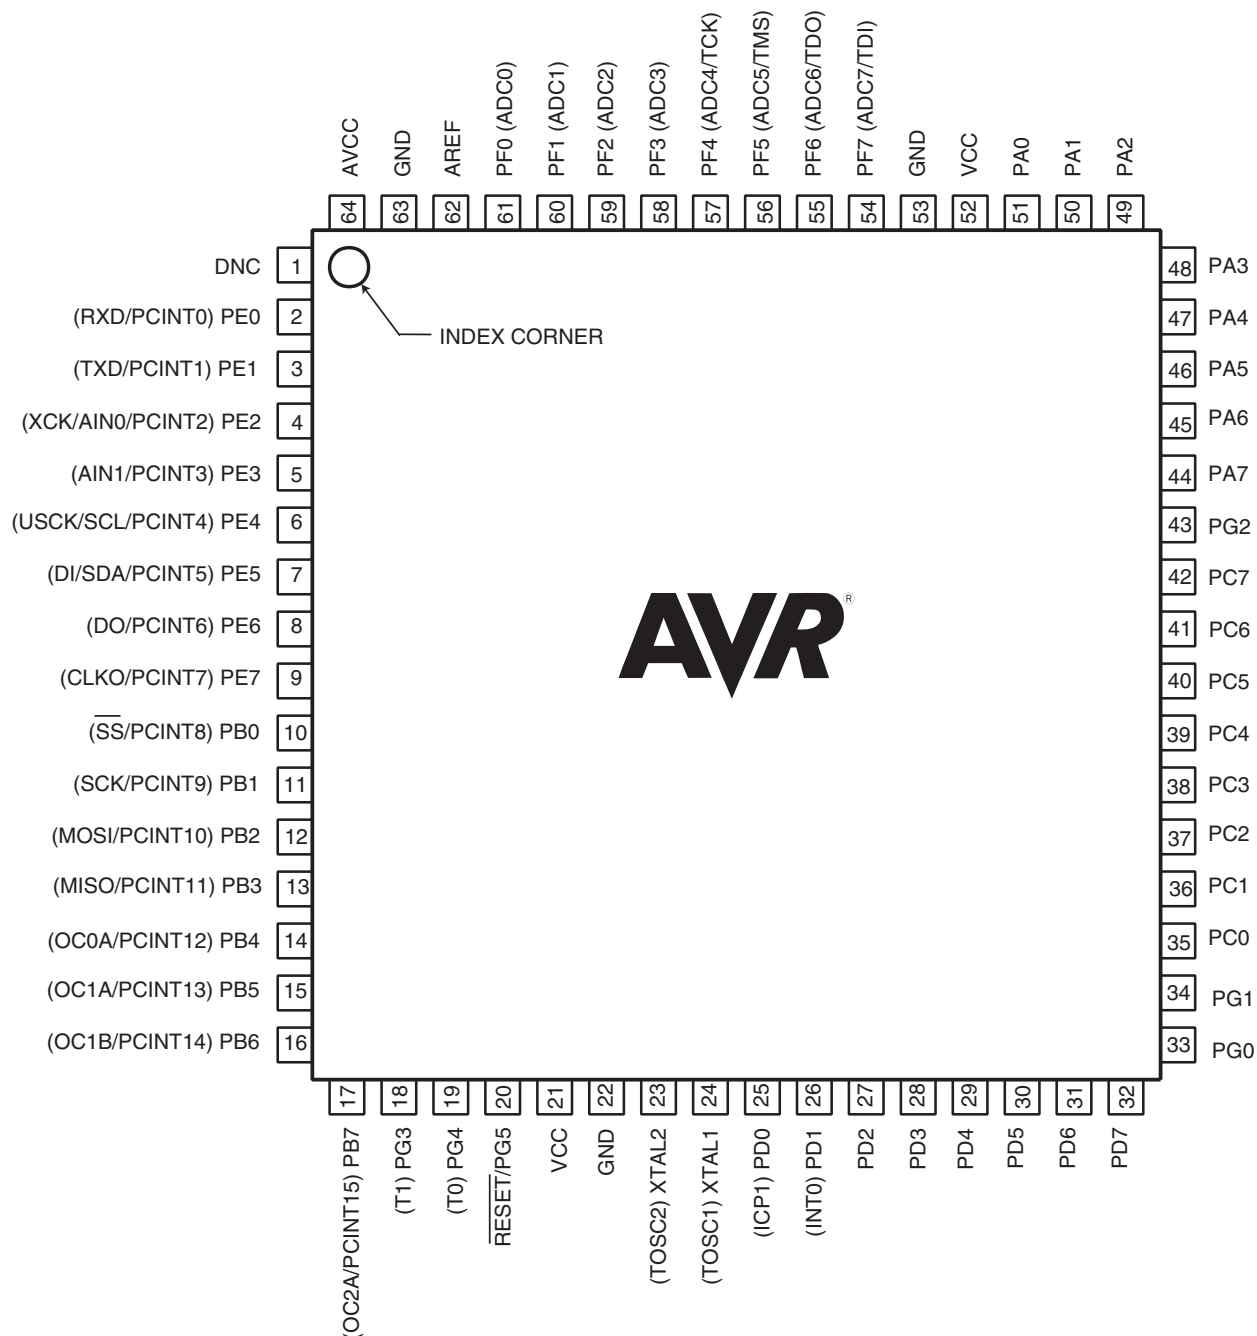 AVCC
GND
AREF
PF0 (ADC0)
PF1 (ADC1)
PF2 (ADC2)
PF3 (ADC3)
PF4 (ADC4/TCK)
PF5 (ADC5/TMS)
PF6 (ADC6/TDO)
PF7 (ADC7/TDI)
GND
VCC
PA0
PA1
PA2
64
63
62
61
60
59
58
57
56
55
54
53
52
51
50
49
DNC 1
(RXD/PCINT0) PE0 2
(TXD/PCINT1) PE1 3
(XCK/AIN0/PCINT2) PE2 4
(AIN1/PCINT3) PE3 5
(USCK/SCL/PCINT4) PE4 6
(DI/SDA/PCINT5) PE5 7
(DO/PCINT6) PE6 8
(CLKO/PCINT7) PE7 9
(SS/PCINT8) PB0 10
(SCK/PCINT9) PB1 11
(MOSI/PCINT10) PB2 12
(MISO/PCINT11) PB3 13
(OC0A/PCINT12) PB4 14
(OC1A/PCINT13) PB5 15
(OC1B/PCINT14) PB6 16
INDEX CORNER
AVR®
48 PA3
47 PA4
46 PA5
45 PA6
44 PA7
43 PG2
42 PC7
41 PC6
40 PC5
39 PC4
38 PC3
37 PC2
36 PC1
35 PC0
34 PG1
33 PG0
17
18
19
20
21
22
23
24
25
26
27
28
29
30
31
32
(OC2A/PCINT15) PB7
(T1) PG3
(T0) PG4
RESET/PG5
VCC
GND
(TOSC2) XTAL2
(TOSC1) XTAL1
(ICP1) PD0
(INT0) PD1
PD2
PD3
PD4
PD5
PD6
PD7